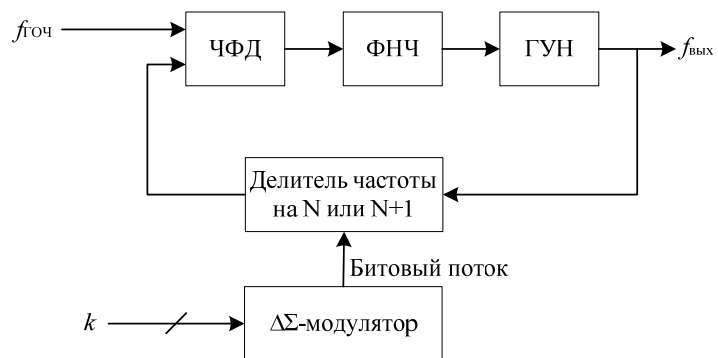 fГОЧ
ЧФД
ФНЧ
ГУН
fвых
Делитель частоты
на N или N+1
Битовый поток
k
ΔΣ-модулятор